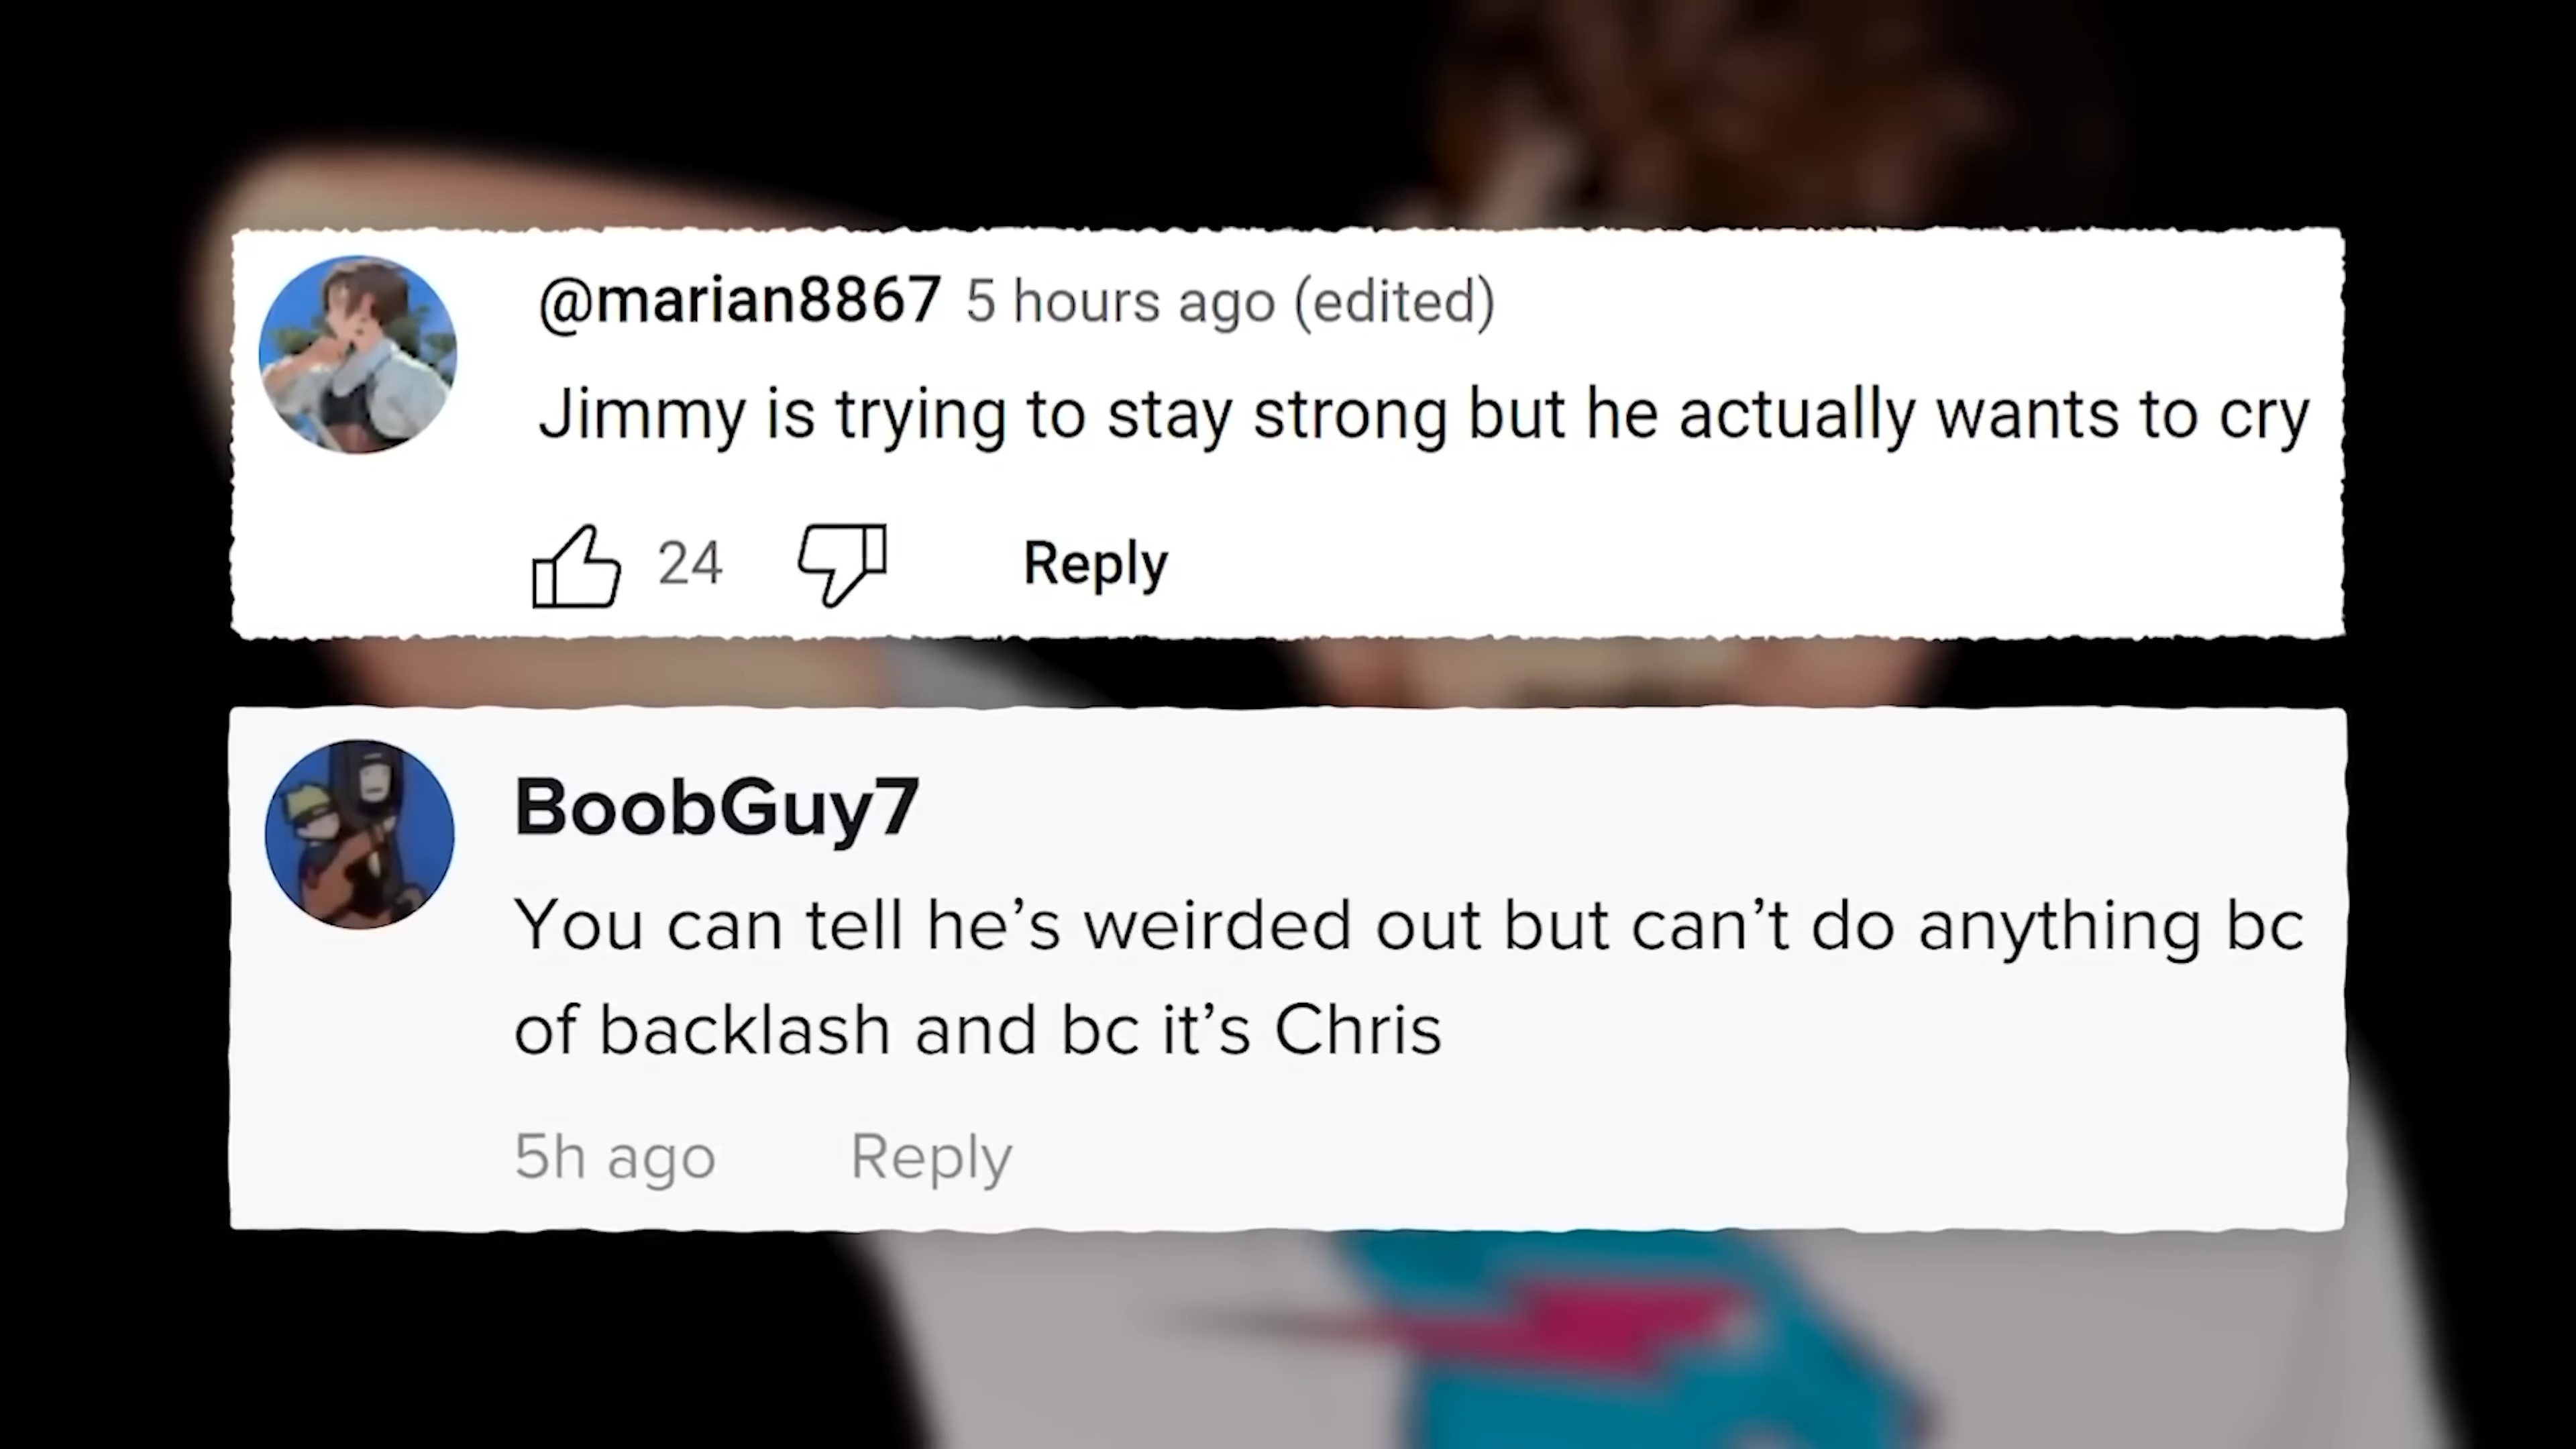 @marian8867 5 hours ago (edited)
Jimmy is trying to stay strong but he actually wants to cry
24 Reply
BoobGuy7
You can tell he’s weirded out but can’t do anything bc
of backlash and bc it’s Chris
5h ago Reply